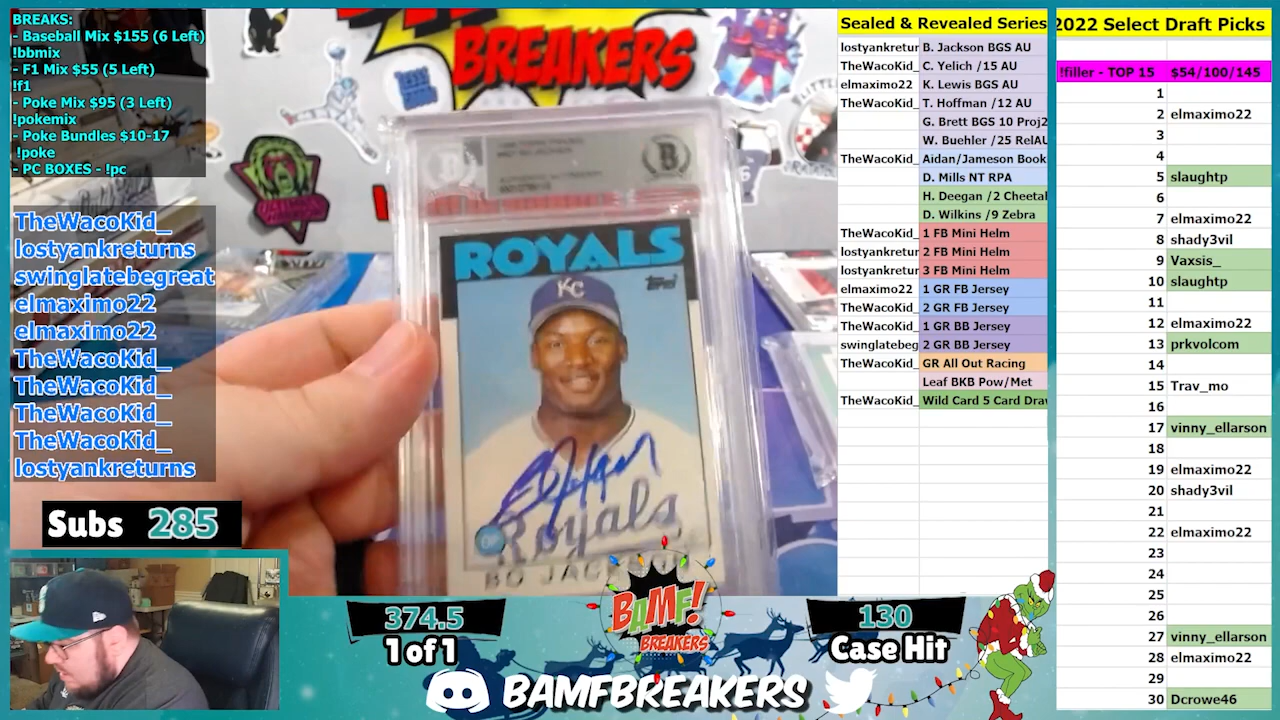 BREAKS:
- Baseball Mix $155 (6 Left)
!bbmix
- F1 Mix $55 (5 Left)
!f1
- Poke Mix $95 (3 Left)
!pokemix
- Poke Bundles $10-17
!poke
- PC BOXES - !pc
TheWacoKid_
lostyankreturns
swinglatebegreat
elmaximo22
elmaximo22
TheWacoKid_
TheWacoKid_
TheWacoKid_
TheWacoKid_
lostyankreturns
Subs 285
BREAKERS
B
ROYALS
Topps
KC
Royals
BO JACKSON
374.5
1 of 1
BAMF!
BREAKERS
130
Case Hit
BAMFBREAKERS
Sealed & Revealed Series
lostyankretur B. Jackson BGS AU
TheWacoKid_ C. Yelich /15 AU
elmaximo22 K. Lewis BGS AU
TheWacoKid_ T. Hoffman /12 AU
G. Brett BGS 10 Proj2
W. Buehler /25 RelAU
TheWacoKid_ Aidan/Jameson Book
D. Mills NT RPA
H. Deegan /2 Cheetal
D. Wilkins /9 Zebra
TheWacoKid_ 1 FB Mini Helm
lostyankretur 2 FB Mini Helm
lostyankretur 3 FB Mini Helm
elmaximo22 1 GR FB Jersey
TheWacoKid_ 2 GR FB Jersey
TheWacoKid_ 1 GR BB Jersey
swinglatebeg 2 GR BB Jersey
TheWacoKid_ GR All Out Racing
Leaf BKB Pow/Met
TheWacoKid_ Wild Card 5 Card Draw
2022 Select Draft Picks
!filler - TOP 15 $54/100/145
1
2 elmaximo22
3
4
5 slaughtp
6
7 elmaximo22
8 shady3vil
9 Vaxsis_
10 slaughtp
11
12 elmaximo22
13 prkvolcom
14
15 Trav_mo
16
17 vinny_ellarson
18
19 elmaximo22
20 shady3vil
21
22 elmaximo22
23
24
25
26
27 vinny_ellarson
28 elmaximo22
29
30 Dcrowe46